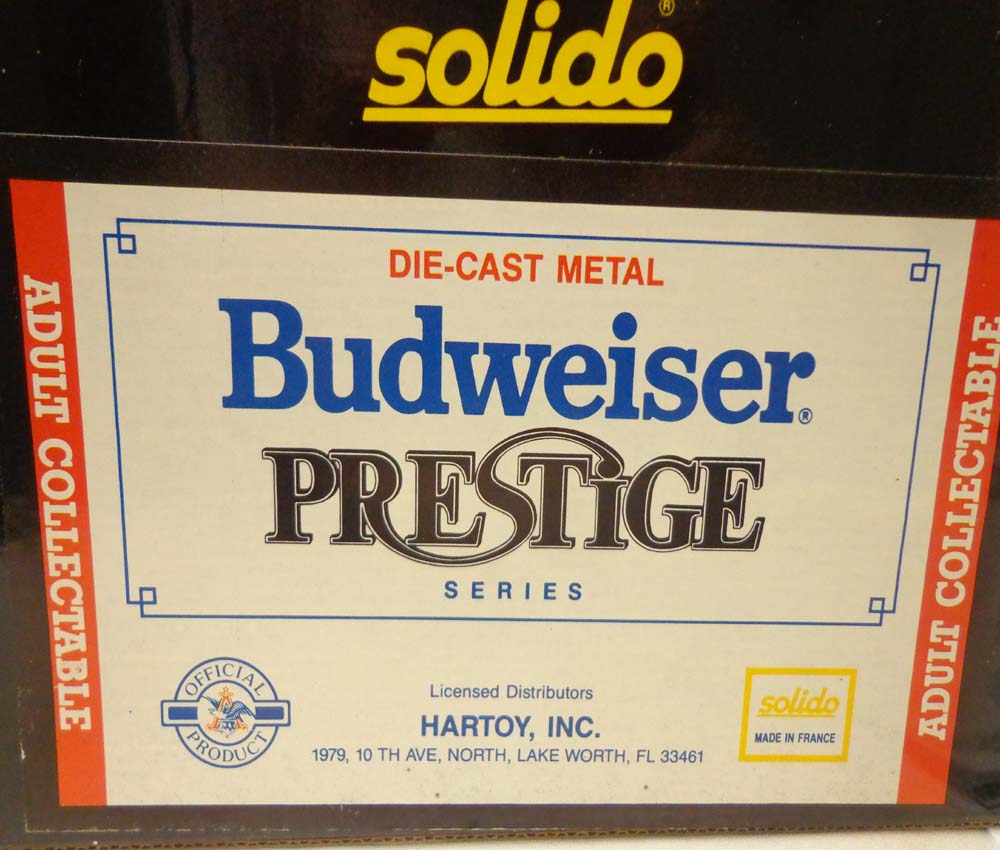 solido®
DIE-CAST METAL
Budweiser®
PRESTiGE
SERIES
ADULT COLLECTABLE
ADULT COLLECTABLE
OFFICIAL
A
PRODUCT
Licensed Distributors
HARTOY, INC.
1979, 10 TH AVE, NORTH, LAKE WORTH, FL 33461
solido
MADE IN FRANCE